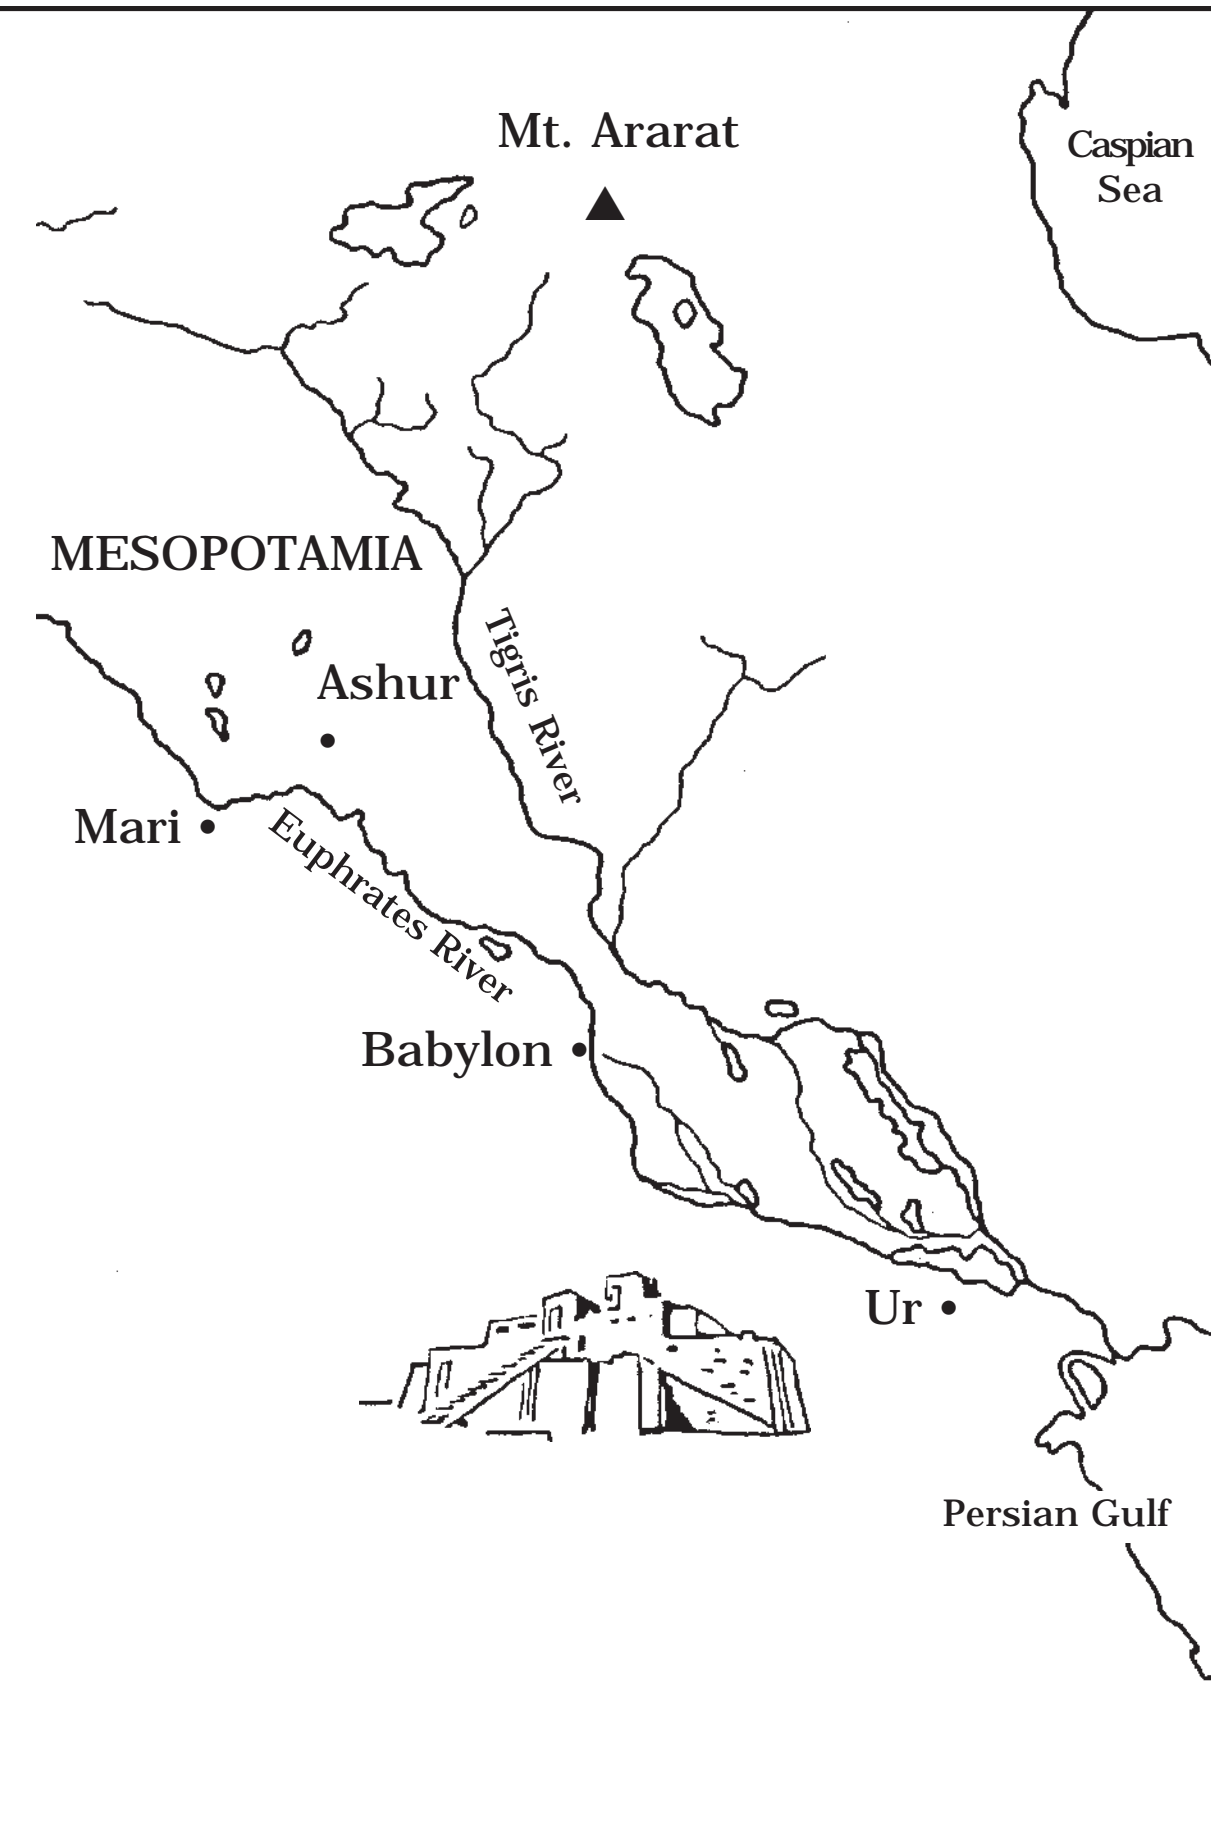 Mt. Ararat
Caspian
Sea
MESOPOTAMIA
Tigris River
Ashur
Mari
Euphrates River
Babylon
Ur
Persian Gulf